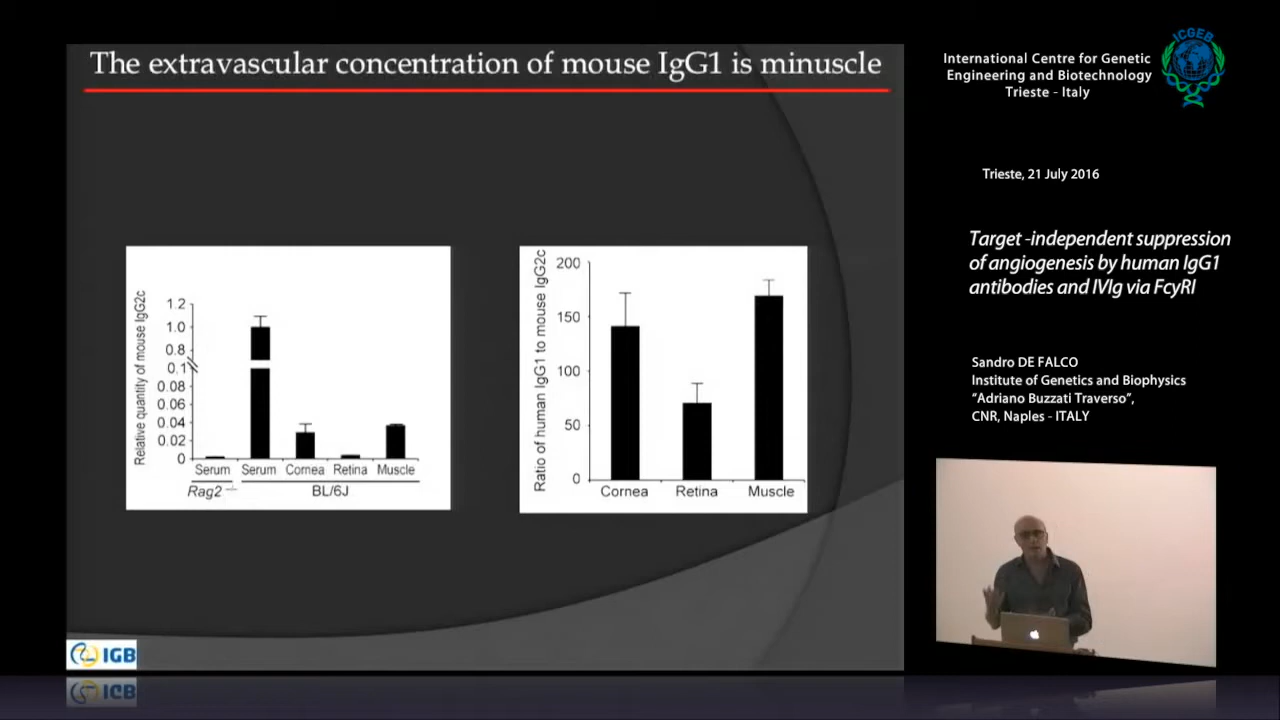 The extravascular concentration of mouse IgG1 is minuscle
Relative quantity of mouse IgG2c
1.2
1.0
0.8
0.1
0.08
0.06
0.04
0.02
0
Serum Serum Cornea Retina Muscle
Rag2 -/- BL/6J
Ratio of human IgG1 to mouse IgG2c
200
150
100
50
0
Cornea Retina Muscle
IGB
ICGEB
International Centre for Genetic
Engineering and Biotechnology
Trieste - Italy
Trieste, 21 July 2016
Target -independent suppression
of angiogenesis by human IgG1
antibodies and IVIg via FcγRI
Sandro DE FALCO
Institute of Genetics and Biophysics
“Adriano Buzzati Traverso”,
CNR, Naples - ITALY